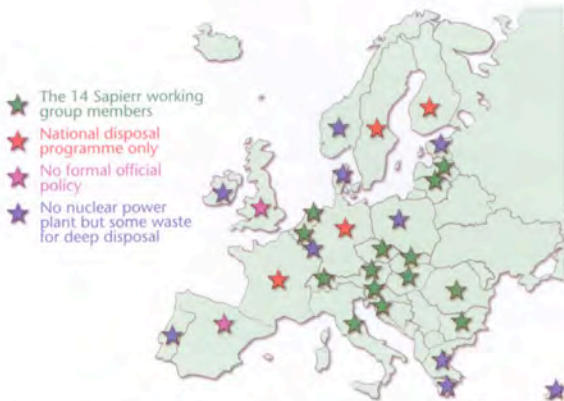 The 14 Sapierr working
group members
National disposal
programme only
No formal official
policy
No nuclear power
plant but some waste
for deep disposal